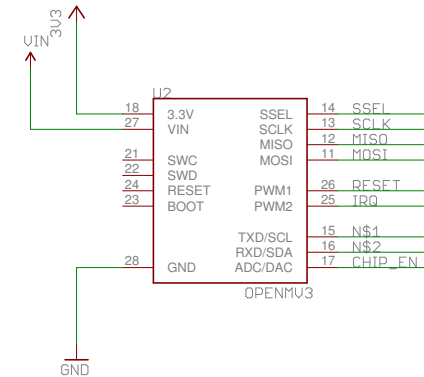 3V3
VIN
U2
18 3.3V SSEL 14 SSEL
27 VIN SCLK 13 SCLK
MISO 12 MISO
21 SWC MOSI 11 MOSI
22 SWD
24 RESET PWM1 26 RESET
23 BOOT PWM2 25 IRQ
TXD/SCL 15 N$1
RXD/SDA 16 N$2
28 GND ADC/DAC 17 CHIP_EN
OPENMV3
GND